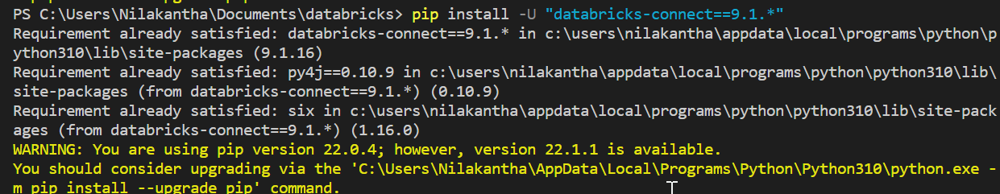 PS C:\Users\Nilakantha\Documents\databricks> pip install -U "databricks-connect==9.1.*"
Requirement already satisfied: databricks-connect==9.1.* in c:\users\nilakantha\appdata\local\programs\python\p
ython310\lib\site-packages (9.1.16)
Requirement already satisfied: py4j==0.10.9 in c:\users\nilakantha\appdata\local\programs\python\python310\lib\
site-packages (from databricks-connect==9.1.*) (0.10.9)
Requirement already satisfied: six in c:\users\nilakantha\appdata\local\programs\python\python310\lib\site-pack
ages (from databricks-connect==9.1.*) (1.16.0)
WARNING: You are using pip version 22.0.4; however, version 22.1.1 is available.
You should consider upgrading via the 'C:\Users\Nilakantha\AppData\Local\Programs\Python\Python310\python.exe -
m pip install --upgrade pip' command.